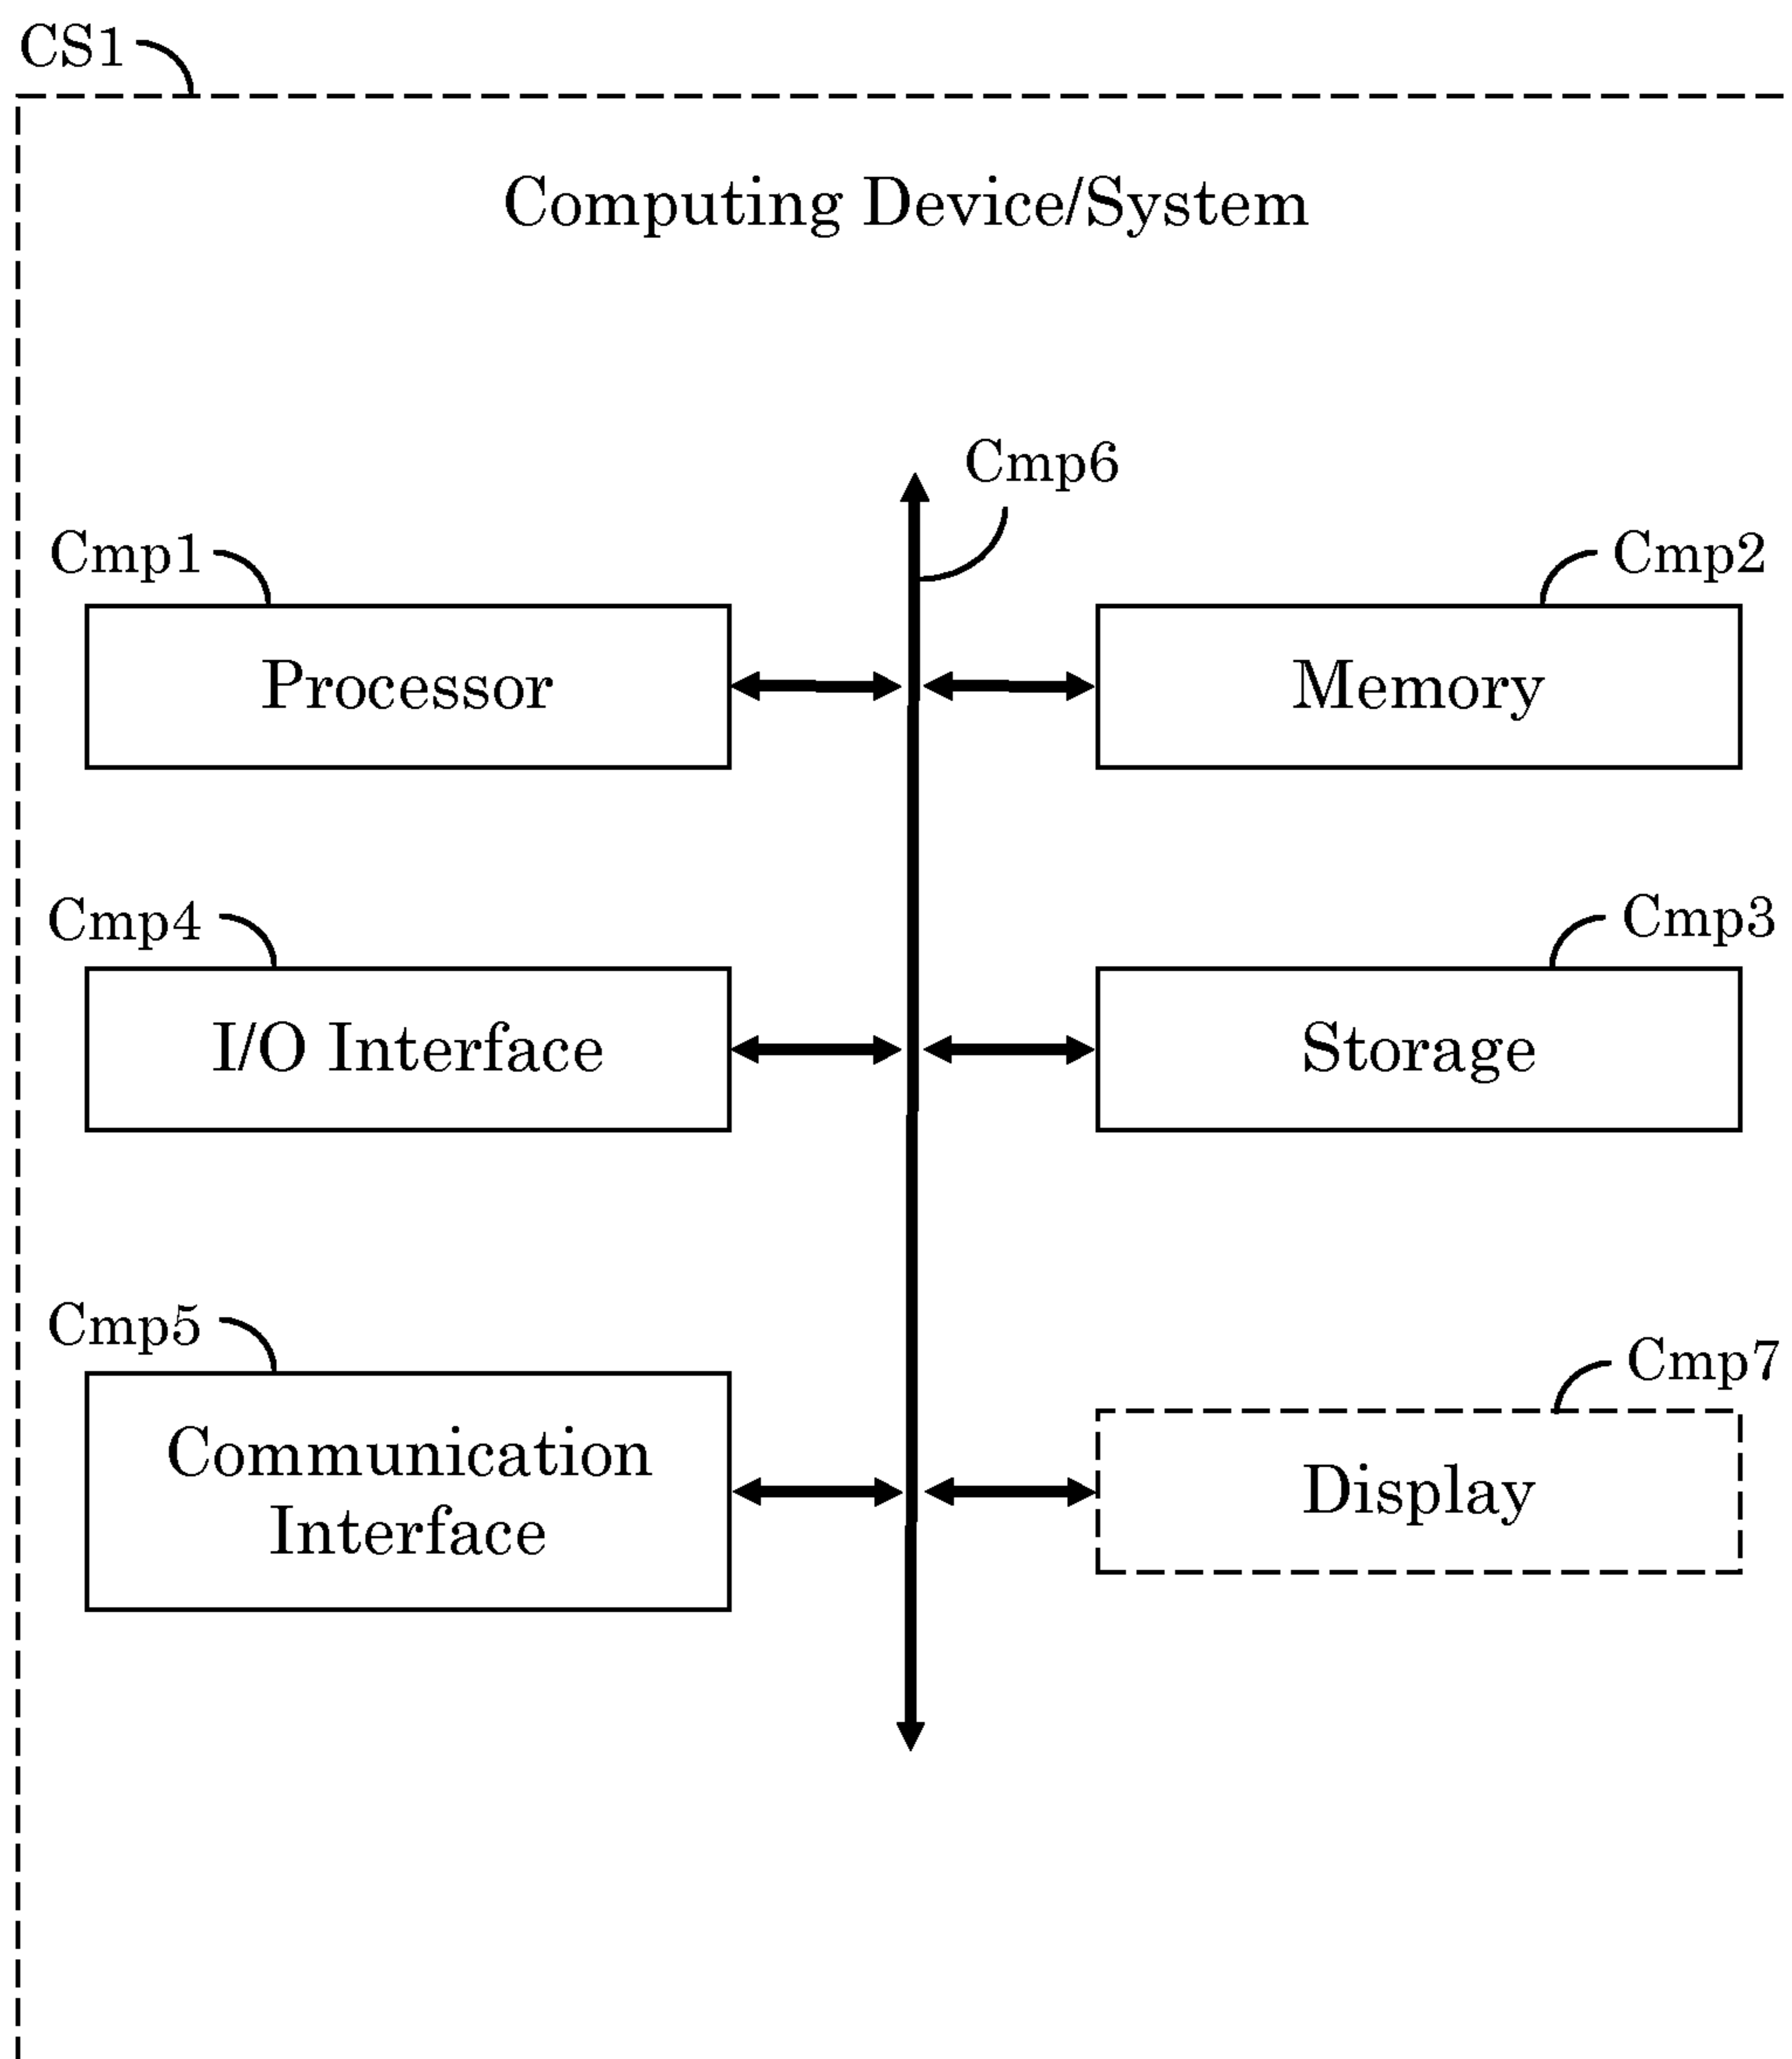 CS1
Computing Device/System
Cmp6
Cmp1
Cmp2
Processor
Memory
Cmp4
Cmp3
I/O Interface
Storage
Cmp5
Cmp7
Communication
Interface
Display